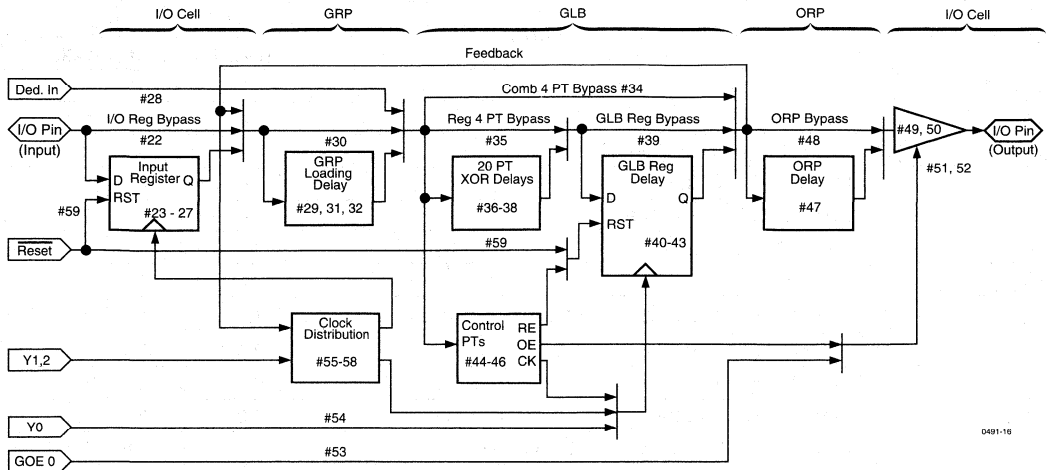 I/O Cell
GRP
GLB
ORP
I/O Cell
Feedback
Ded. In
#28
Comb 4 PT Bypass #34
I/O Pin
(Input)
I/O Reg Bypass
#22
#30
Reg 4 PT Bypass
#35
GLB Reg Bypass
#39
ORP Bypass
#48
#49, 50
I/O Pin
(Output)
#51, 52
Input
Register
D
Q
RST
#23 - 27
#59
GRP
Loading
Delay
#29, 31, 32
20 PT
XOR Delays
#36-38
GLB Reg
Delay
D
Q
RST
#40-43
ORP
Delay
#47
Reset
#59
Clock
Distribution
#55-58
Control
PTs
RE
OE
CK
#44-46
Y1,2
Y0
#54
GOE 0
#53
0491-16